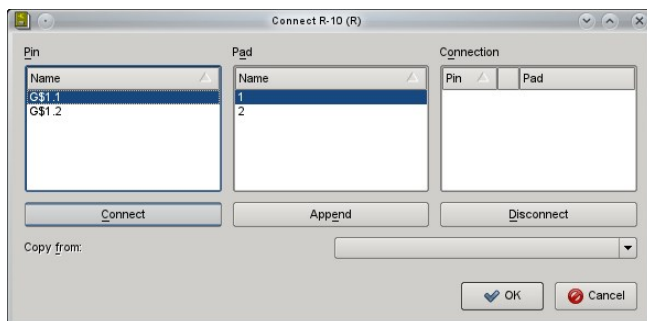 Connect R-10 (R)
Pin Pad Connection
Name Name Pin Pad
G$1.1 1
G$1.2 2
Connect Append Disconnect
Copy from:
OK Cancel